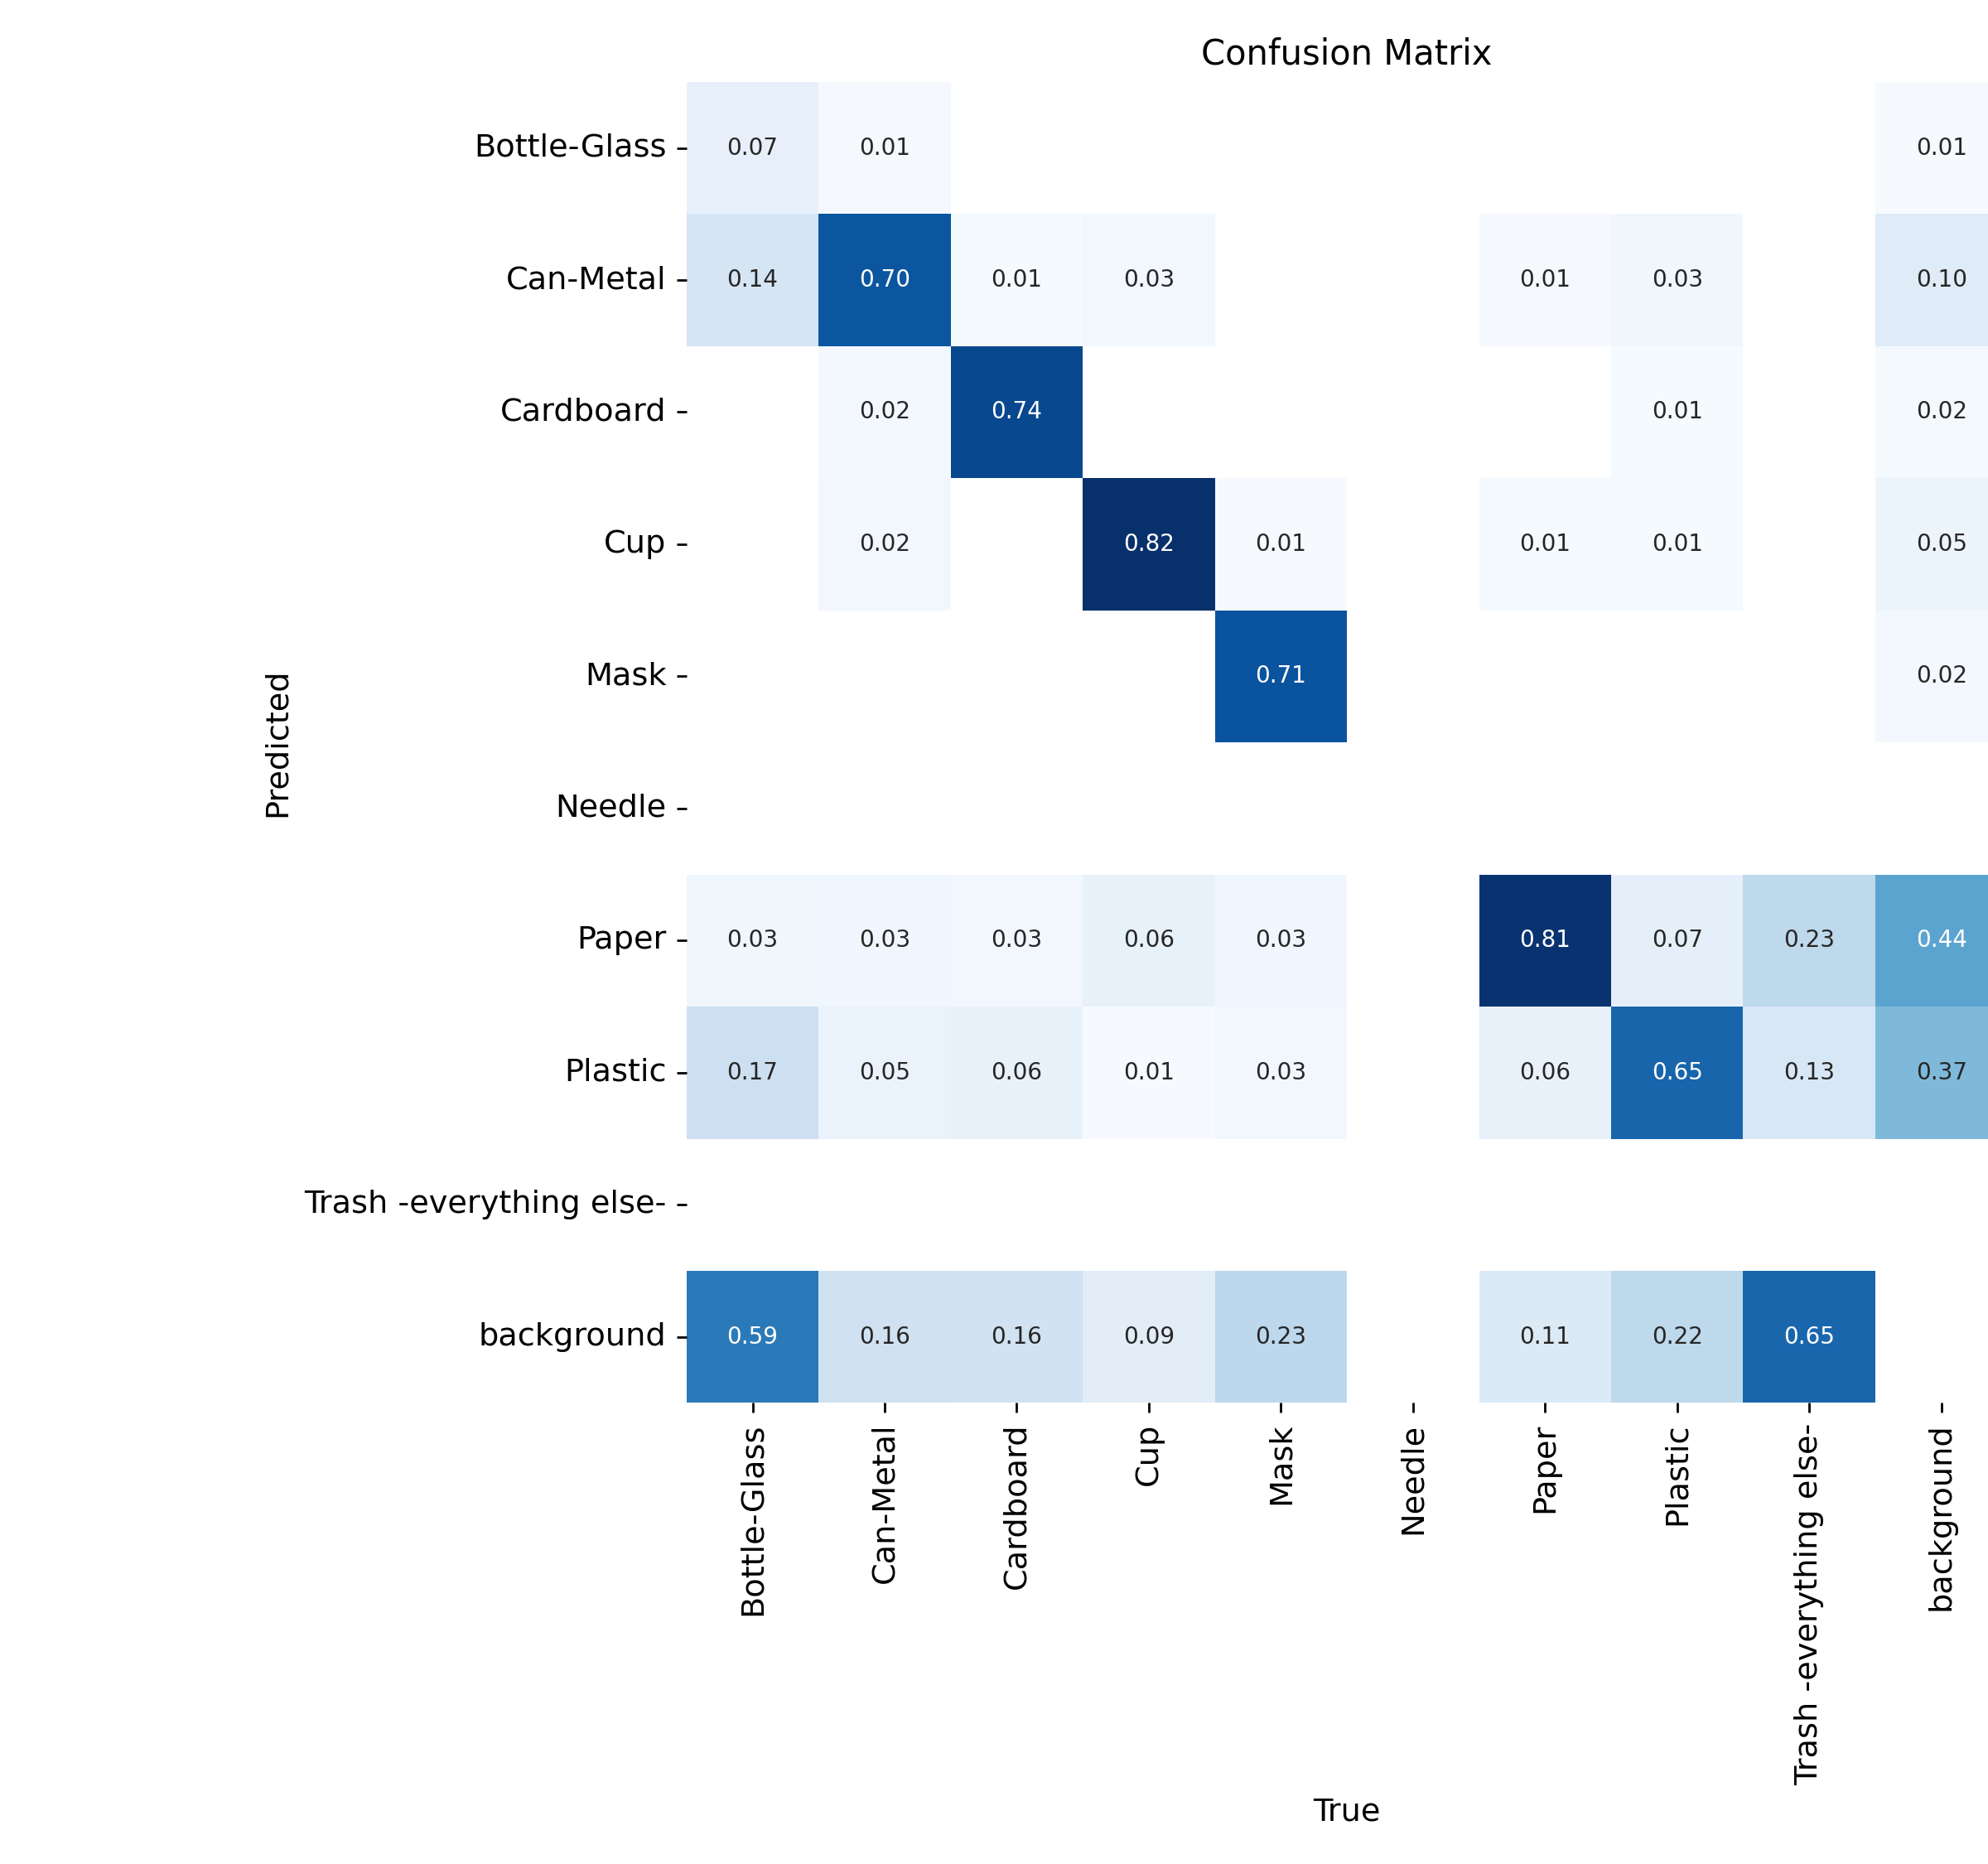 Confusion Matrix
Bottle-Glass 0.07 0.01 0.01
Can-Metal 0.14 0.70 0.01 0.03 0.01 0.03 0.10
Cardboard 0.02 0.74 0.01 0.02
Cup 0.02 0.82 0.01 0.01 0.01 0.05
Mask 0.71 0.02
Needle
Paper 0.03 0.03 0.03 0.06 0.03 0.81 0.07 0.23 0.44
Plastic 0.17 0.05 0.06 0.01 0.03 0.06 0.65 0.13 0.37
Trash -everything else-
background 0.59 0.16 0.16 0.09 0.23 0.11 0.22 0.65
Predicted
Bottle-Glass
Can-Metal
Cardboard
Cup
Mask
Needle
Paper
Plastic
Trash -everything else-
background
True